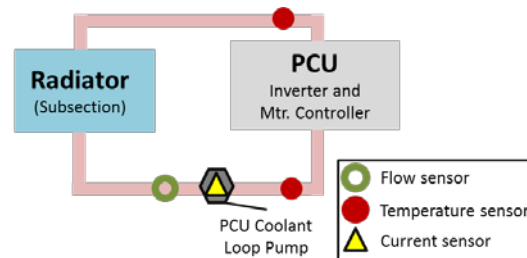 Radiator
(Subsection)
PCU
Inverter and
Mtr. Controller
PCU Coolant
Loop Pump
Flow sensor
Temperature sensor
Current sensor